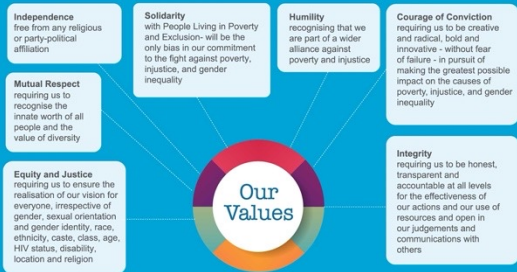 Independence
free from any religious
or party-political
affiliation
Solidarity
with People Living in Poverty
and Exclusion- will be the
only bias in our commitment
to the fight against poverty,
injustice, and gender
inequality
Humility
recognising that we
are part of a wider
alliance against
poverty and injustice
Courage of Conviction
requiring us to be creative
and radical, bold and
innovative - without fear
of failure - in pursuit of
making the greatest possible
impact on the causes of
poverty, injustice, and gender
inequality
Mutual Respect
requiring us to
recognise the
innate worth of all
people and the
value of diversity
Equity and Justice
requiring us to ensure the
realisation of our vision for
everyone, irrespective of
gender, sexual orientation
and gender identity, race,
ethnicity, caste, class, age,
HIV status, disability,
location and religion
Our
Values
Integrity
requiring us to be honest,
transparent and
accountable at all levels
for the effectiveness of
our actions and our use of
resources and open in
our judgements and
communications with
others